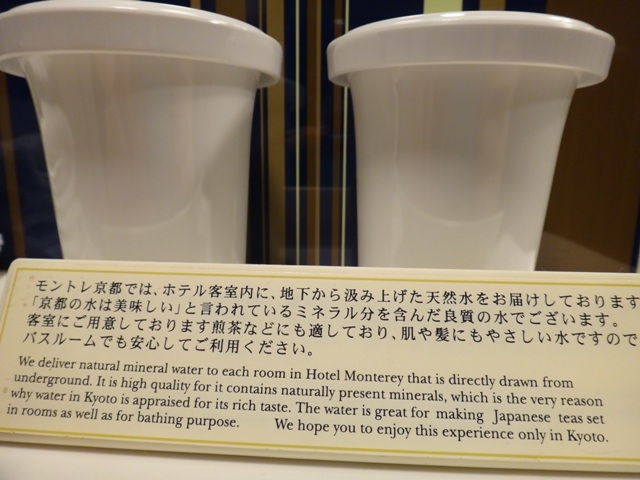 モントレ京都では、ホテル客室内に、地下から汲み上げた天然水をお届けしております
「京都の水は美味しい」と言われているミネラル分を含んだ良質の水でございます。
客室にご用意しております煎茶などにも適しており、肌や髪にもやさしい水ですので
バスルームでも安心してご利用ください。
We deliver natural mineral water to each room in Hotel Monterey that is directly drawn from
underground. It is high quality for it contains naturally present minerals, which is the very reason
why water in Kyoto is appraised for its rich taste. The water is great for making Japanese teas set
in rooms as well as for bathing purpose. We hope you to enjoy this experience only in Kyoto.